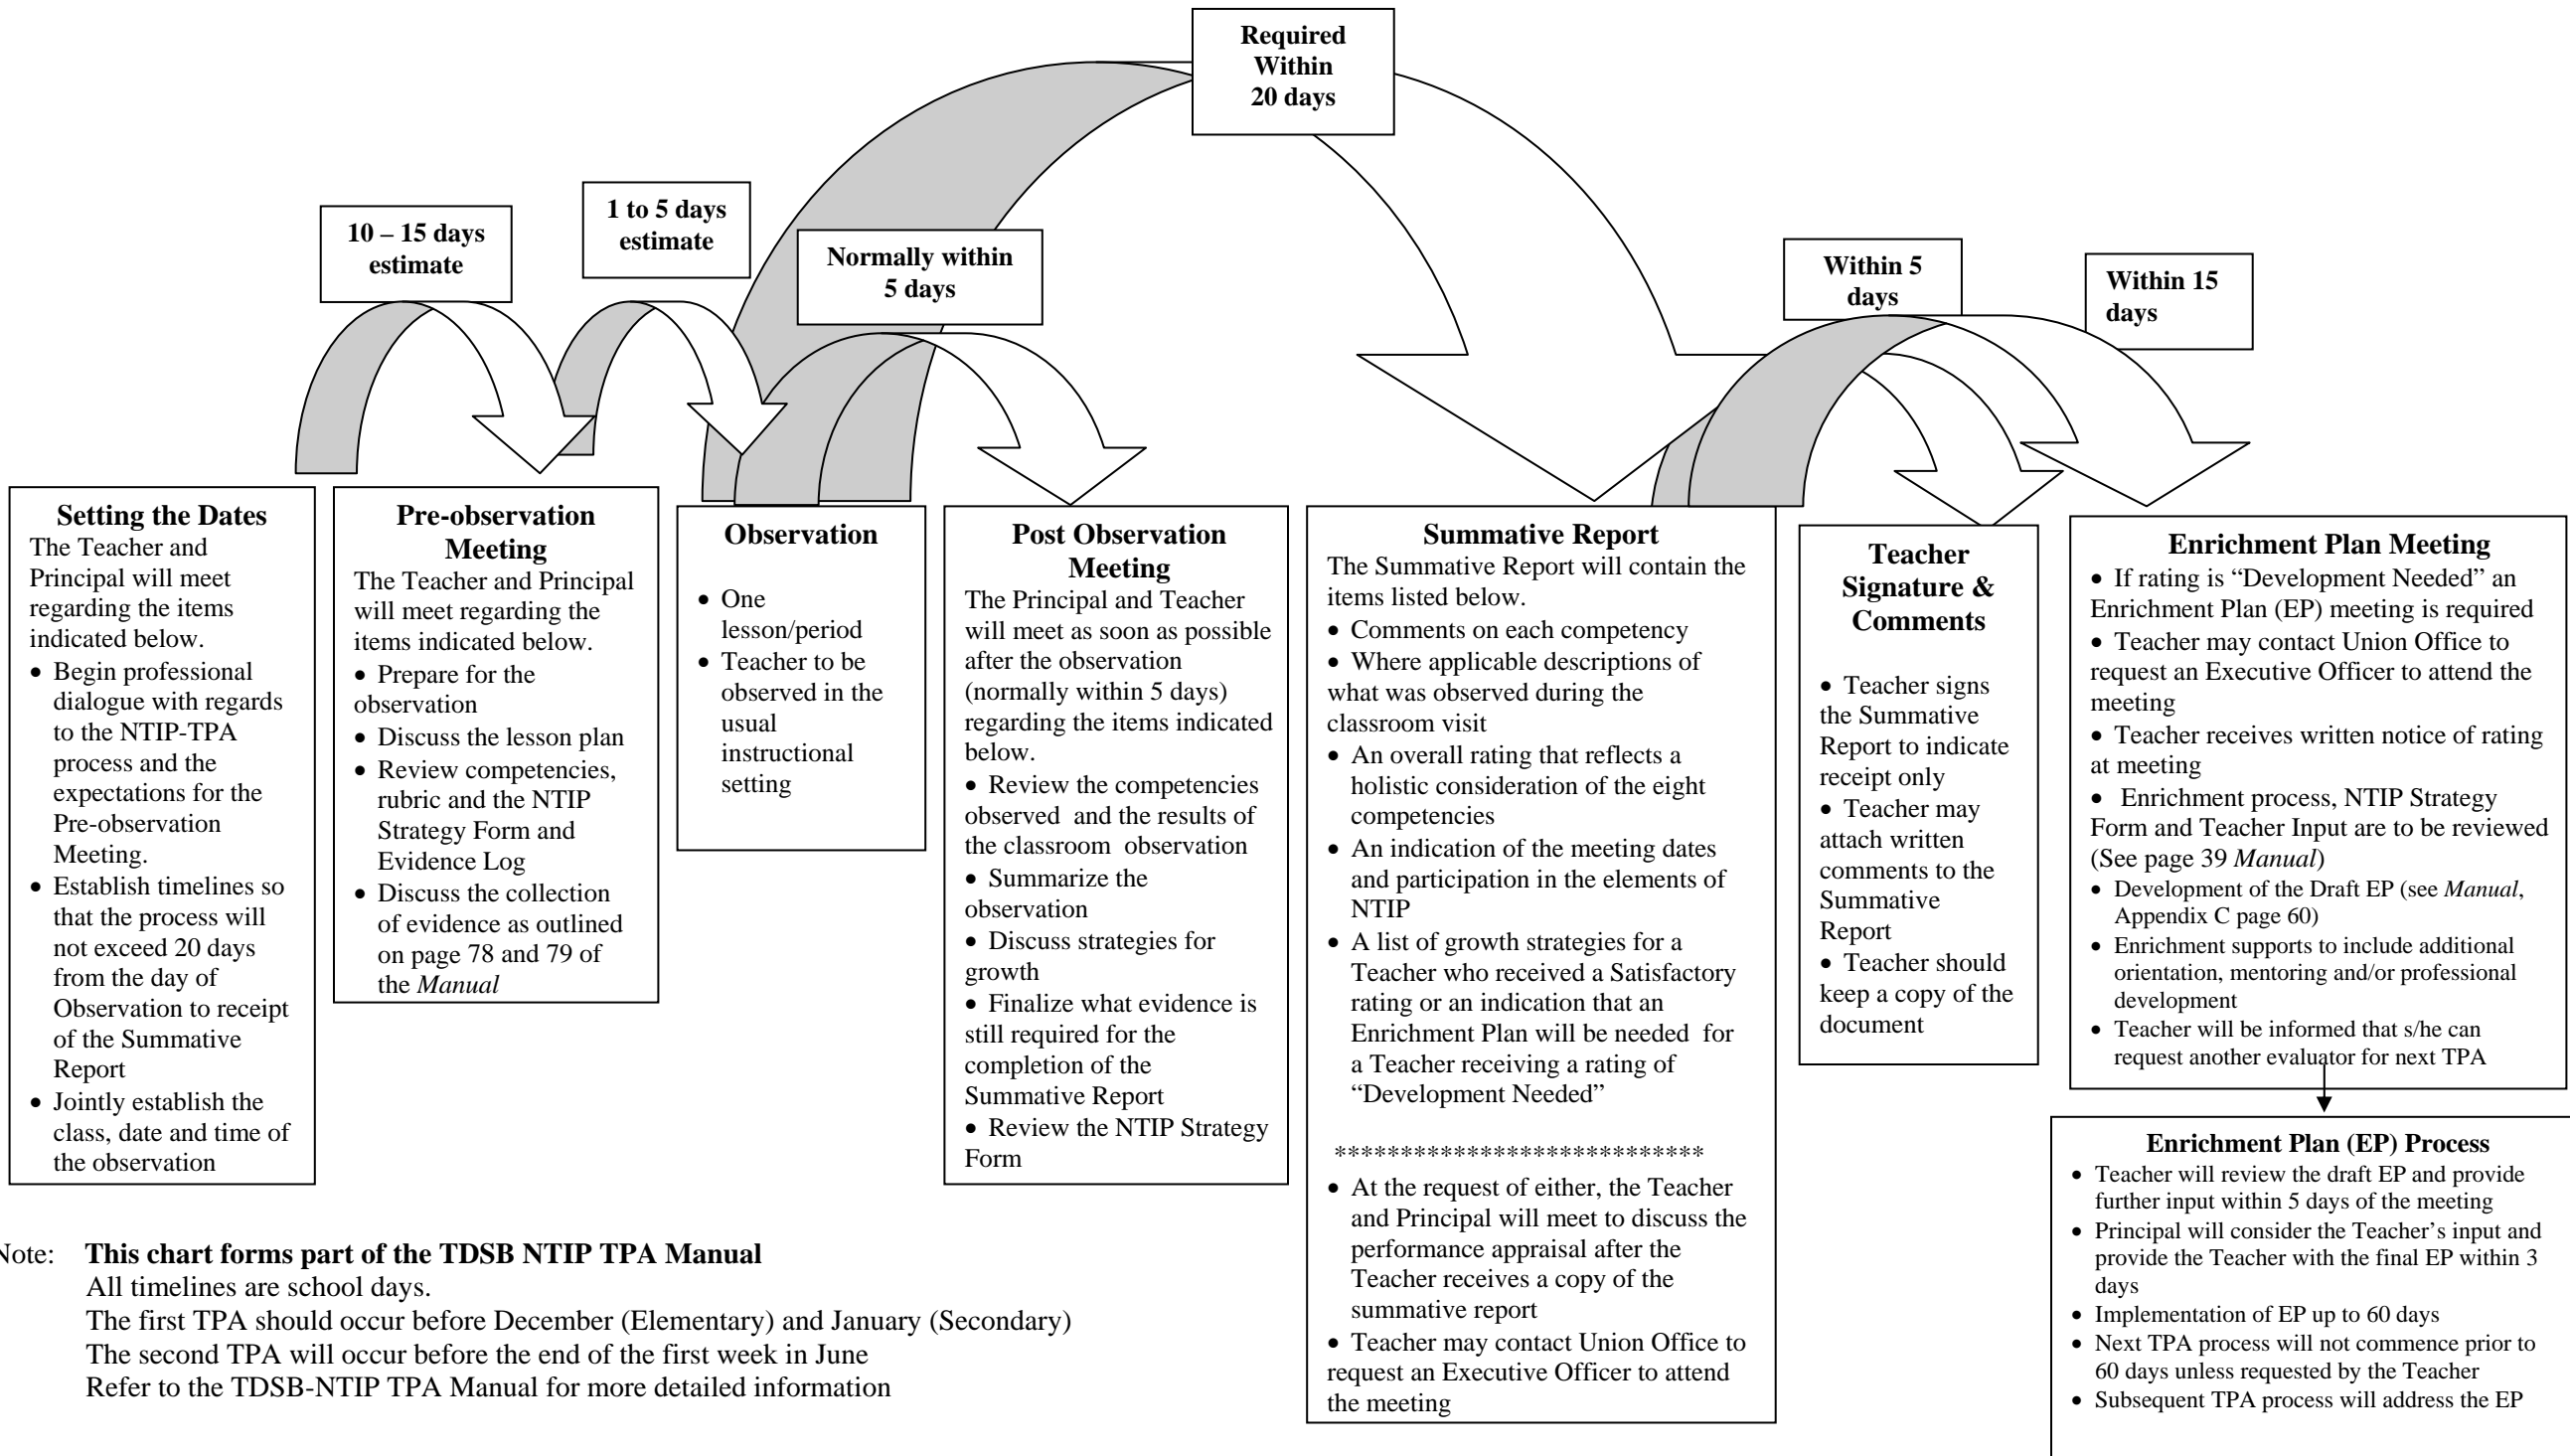 Required
Within
20 days
10 – 15 days
estimate
1 to 5 days
estimate
Normally within
5 days
Within 5
days
Within 15
days
Setting the Dates
The Teacher and
Principal will meet
regarding the items
indicated below.
• Begin professional
dialogue with regards
to the NTIP-TPA
process and the
expectations for the
Pre-observation
Meeting.
• Establish timelines so
that the process will
not exceed 20 days
from the day of
Observation to receipt
of the Summative
Report
• Jointly establish the
class, date and time of
the observation
Pre-observation
Meeting
The Teacher and Principal
will meet regarding the
items indicated below.
• Prepare for the
observation
• Discuss the lesson plan
• Review competencies,
rubric and the NTIP
Strategy Form and
Evidence Log
• Discuss the collection
of evidence as outlined
on page 78 and 79 of
the Manual
Observation
• One
lesson/period
• Teacher to be
observed in the
usual
instructional
setting
Post Observation
Meeting
The Principal and Teacher
will meet as soon as possible
after the observation
(normally within 5 days)
regarding the items indicated
below.
• Review the competencies
observed and the results of
the classroom observation
• Summarize the
observation
• Discuss strategies for
growth
• Finalize what evidence is
still required for the
completion of the
Summative Report
• Review the NTIP Strategy
Form
Summative Report
The Summative Report will contain the
items listed below.
• Comments on each competency
• Where applicable descriptions of
what was observed during the
classroom visit
• An overall rating that reflects a
holistic consideration of the eight
competencies
• An indication of the meeting dates
and participation in the elements of
NTIP
• A list of growth strategies for a
Teacher who received a Satisfactory
rating or an indication that an
Enrichment Plan will be needed for
a Teacher receiving a rating of
“Development Needed”
****************************
• At the request of either, the Teacher
and Principal will meet to discuss the
performance appraisal after the
Teacher receives a copy of the
summative report
• Teacher may contact Union Office to
request an Executive Officer to attend
the meeting
Teacher
Signature &
Comments
• Teacher signs
the Summative
Report to indicate
receipt only
• Teacher may
attach written
comments to the
Summative
Report
• Teacher should
keep a copy of the
document
Enrichment Plan Meeting
• If rating is “Development Needed” an
Enrichment Plan (EP) meeting is required
• Teacher may contact Union Office to
request an Executive Officer to attend the
meeting
• Teacher receives written notice of rating
at meeting
• Enrichment process, NTIP Strategy
Form and Teacher Input are to be reviewed
(See page 39 Manual)
• Development of the Draft EP (see Manual,
Appendix C page 60)
• Enrichment supports to include additional
orientation, mentoring and/or professional
development
• Teacher will be informed that s/he can
request another evaluator for next TPA
Enrichment Plan (EP) Process
• Teacher will review the draft EP and provide
further input within 5 days of the meeting
• Principal will consider the Teacher’s input and
provide the Teacher with the final EP within 3
days
• Implementation of EP up to 60 days
• Next TPA process will not commence prior to
60 days unless requested by the Teacher
• Subsequent TPA process will address the EP
Note: This chart forms part of the TDSB NTIP TPA Manual
All timelines are school days.
The first TPA should occur before December (Elementary) and January (Secondary)
The second TPA will occur before the end of the first week in June
Refer to the TDSB-NTIP TPA Manual for more detailed information